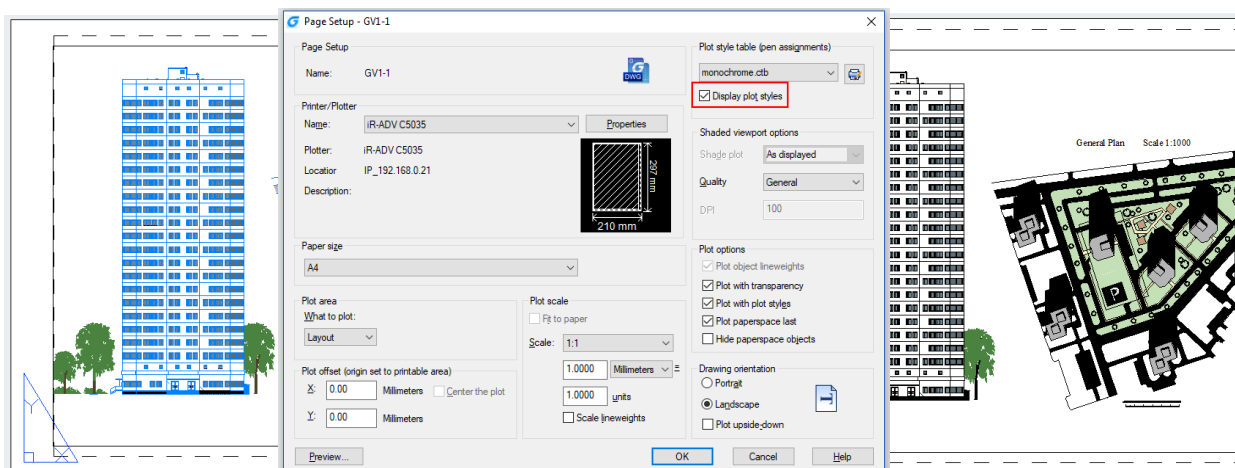 Page Setup - GV1-1
Page Setup
Name: GV1-1
DWG
Printer/Plotter
Name: iR-ADV C5035
Properties
Plotter: iR-ADV C5035
Locatior IP_192.168.0.21
Description:
297 mm
210 mm
Paper size
A4
Plot area
What to plot:
Layout
Plot offset (origin set to printable area)
X: 0.00 Millimeters Center the plot
Y: 0.00 Millimeters
Plot scale
Fit to paper
Scale: 1:1
1.0000 Millimeters =
1.0000 units
Scale lineweights
Plot style table (pen assignments)
monochrome.ctb
Display plot styles
Shaded viewport options
Shade plot As displayed
Quality General
DPI 100
Plot options
Plot object lineweights
Plot with transparency
Plot with plot styles
Plot paperspace last
Hide paperspace objects
Drawing orientation
Portrait
Landscape
Plot upside-down
Preview... OK Cancel Help
General Plan Scale 1:1000
P